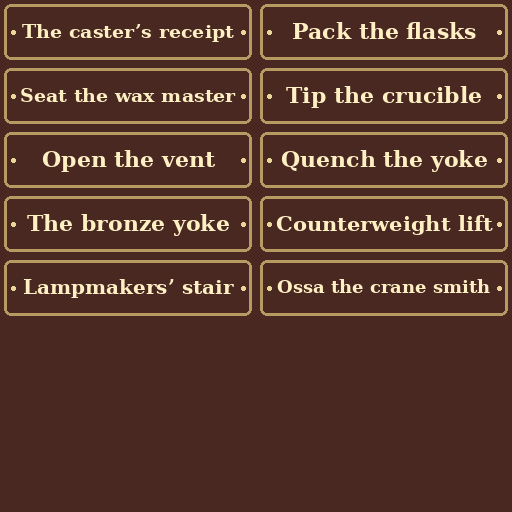 The caster’s receipt
Pack the flasks
Seat the wax master
Tip the crucible
Open the vent
Quench the yoke
The bronze yoke
Counterweight lift
Lampmakers’ stair
Ossa the crane smith